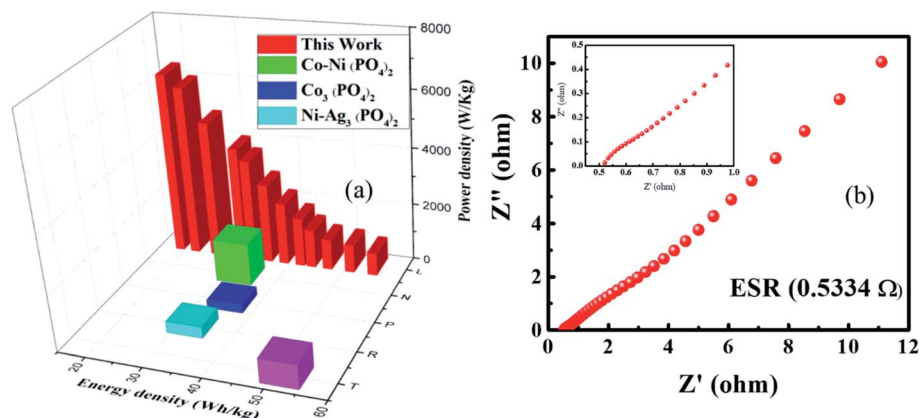 8000
6000
4000
2000
0
Power density (W/Kg)
This Work
Co-Ni (PO₄)₂
Co₃ (PO₄)₂
Ni-Ag₃ (PO₄)₂
(a)
L
N
P
R
T
20
30
40
50
60
Energy density (Wh/kg)
10
8
6
4
2
0
Z'' (ohm)
0.5
0.4
0.3
0.2
0.1
0.0
Z'' (ohm)
0.5 0.6 0.7 0.8 0.9 1.0
Z' (ohm)
(b)
ESR (0.5334 Ω)
0 2 4 6 8 10 12
Z' (ohm)